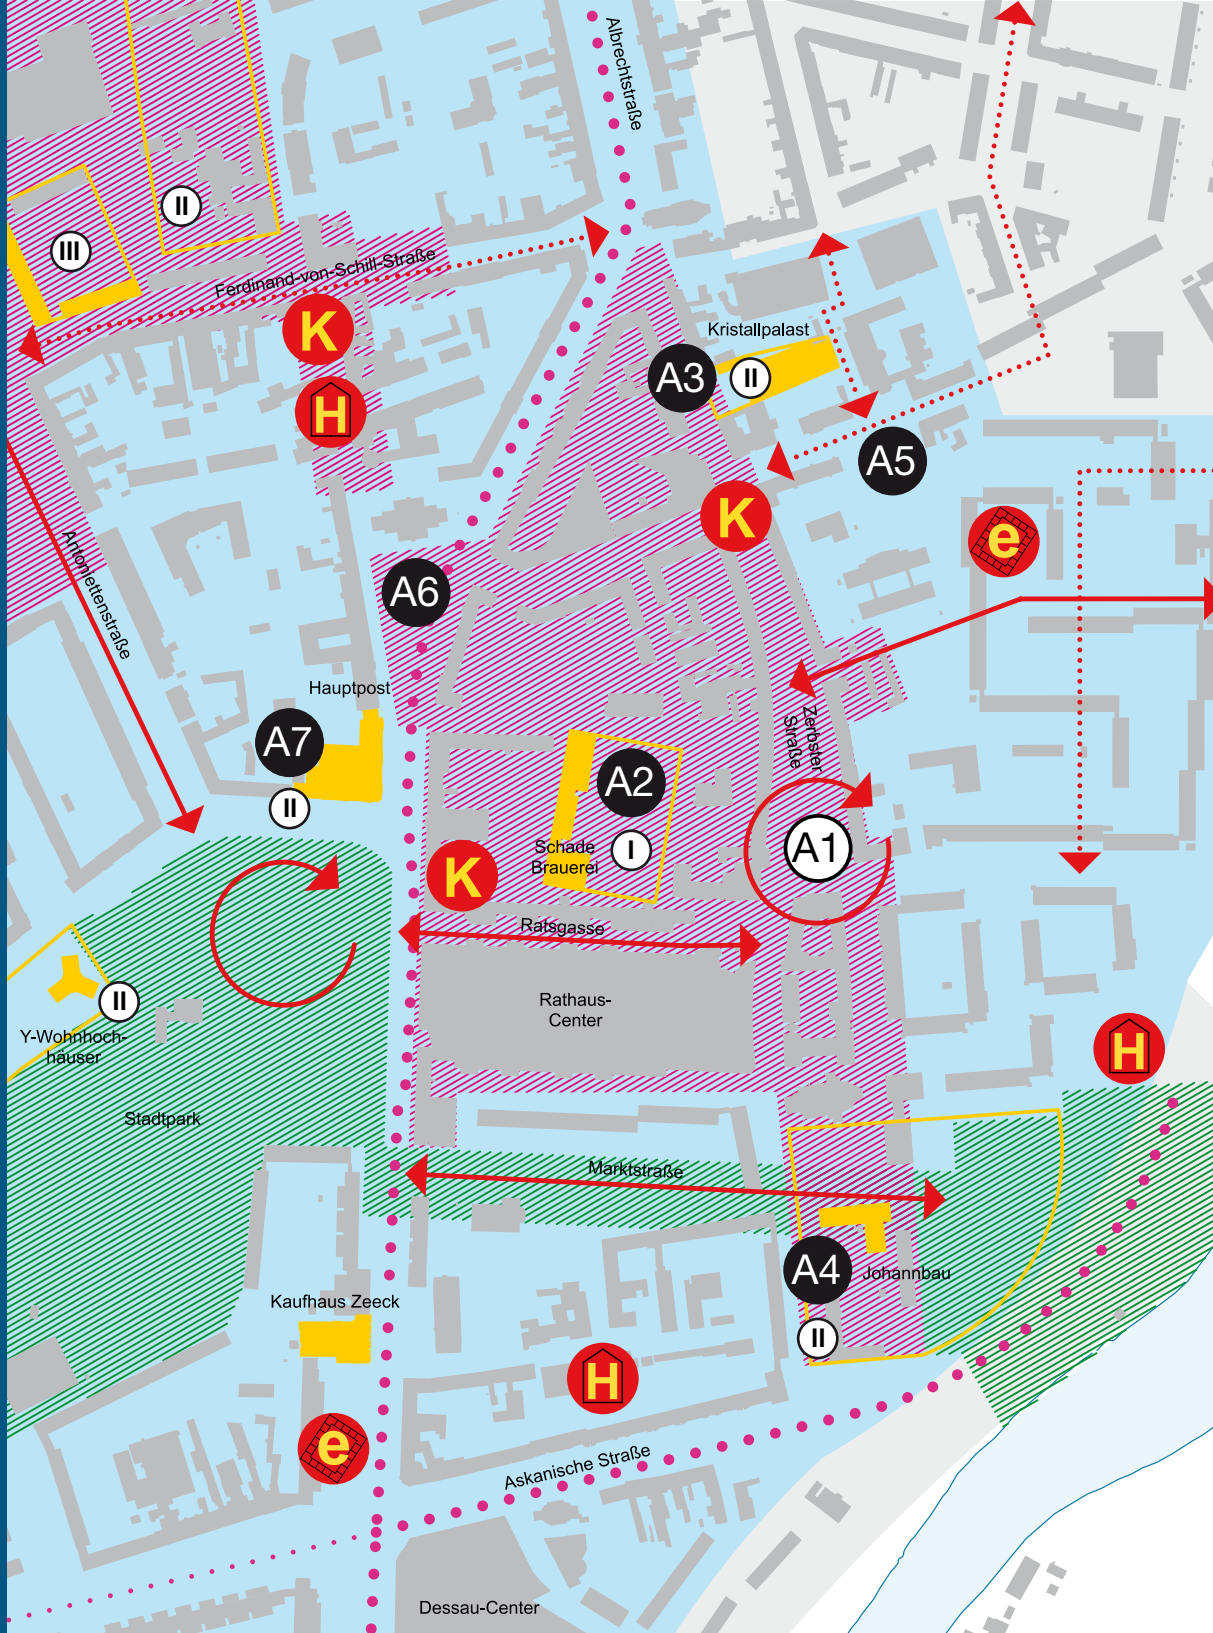 Albrechtstraße
II
III
Ferdinand-von-Schill-Straße
K
H
Kristallpalast
A3
II
A5
K
e
Antoniettenstraße
A6
Hauptpost
A7
II
Zerbster
Straße
A2
I
Schade
Brauerei
A1
K
Ratsgasse
Rathaus-
Center
II
Y-Wohnhoch-
häuser
H
Stadtpark
Marktstraße
A4
Johannbau
II
Kaufhaus Zeeck
H
e
Askanische Straße
Dessau-Center